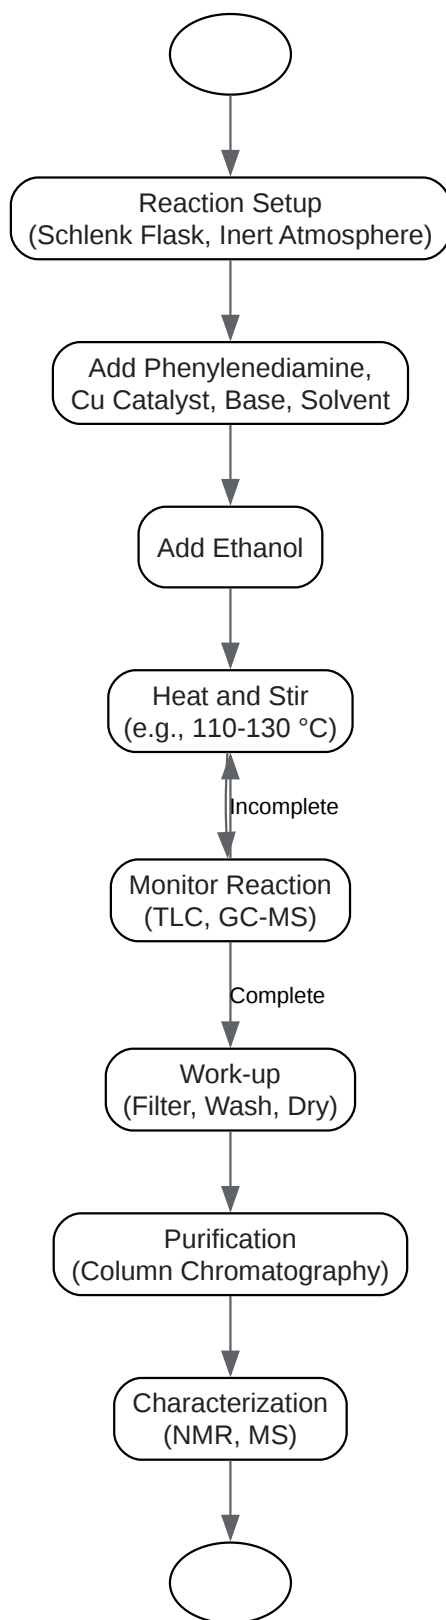 Reaction Setup
(Schlenk Flask, Inert Atmosphere)
Add Phenylenediamine,
Cu Catalyst, Base, Solvent
Add Ethanol
Heat and Stir
(e.g., 110-130 °C)
Incomplete
Monitor Reaction
(TLC, GC-MS)
Complete
Work-up
(Filter, Wash, Dry)
Purification
(Column Chromatography)
Characterization
(NMR, MS)